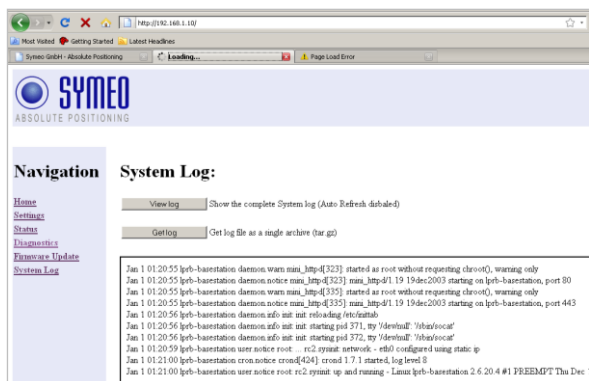 http://192.168.1.10/
Most Visited Getting Started Latest Headlines
Symeo GmbH - Absolute Positioning Loading... Page Load Error
SYMEO
ABSOLUTE POSITIONING
Navigation
Home
Settings
Status
Diagnostics
Firmware Update
System Log
System Log:
View log Show the complete System log (Auto Refresh disbaled)
Get log Get log file as a single archive (tar.gz)
Jan 1 01:20:55 lprb-basestation daemon.warn mini_httpd[323]: started as root without requesting chroot(), warning only
Jan 1 01:20:55 lprb-basestation daemon.notice mini_httpd[323]: mini_httpd/1.19 19dec2003 starting on lprb-basestation, port 80
Jan 1 01:20:55 lprb-basestation daemon.warn mini_httpd[335]: started as root without requesting chroot(), warning only
Jan 1 01:20:55 lprb-basestation daemon.notice mini_httpd[335]: mini_httpd/1.19 19dec2003 starting on lprb-basestation, port 443
Jan 1 01:20:56 lprb-basestation daemon.info init: init: reloading /etc/inittab
Jan 1 01:20:56 lprb-basestation daemon.info init: init: starting pid 371, tty '/dev/null': '/sbin/socat'
Jan 1 01:20:56 lprb-basestation daemon.info init: init: starting pid 372, tty '/dev/null': '/sbin/socat'
Jan 1 01:20:59 lprb-basestation user.notice root: ... rc2.sysinit: network - eth0 configured using static ip
Jan 1 01:21:00 lprb-basestation cron.notice crond[424]: crond 1.7.1 started, log level 8
Jan 1 01:21:00 lprb-basestation user.notice root: rc2.sysinit: up and running - Linux lprb-basestation 2.6.20.4 #1 PREEMPT Thu Dec